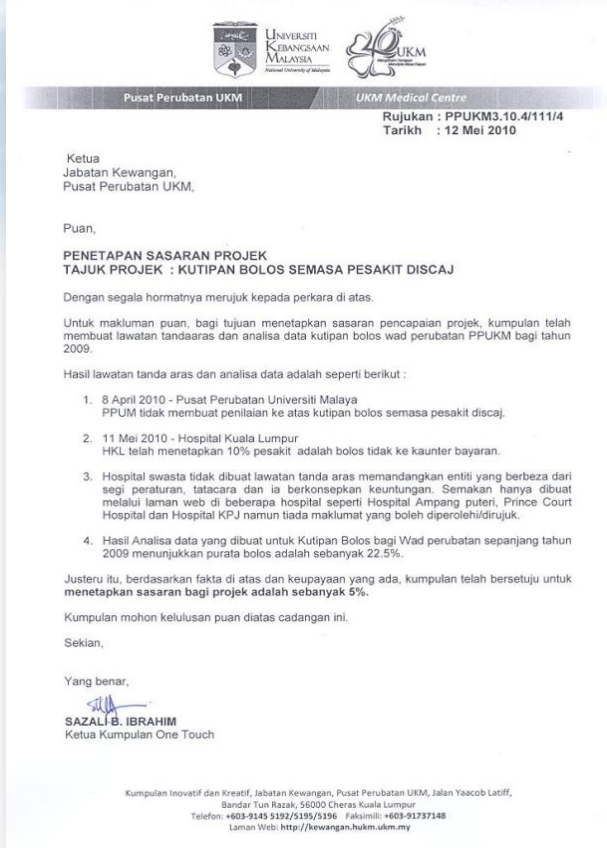 UNIVERSITI
KEBANGSAAN
MALAYSIA
National University of Malaysia
UKM
Pusat Perubatan UKM
UKM Medical Centre
Rujukan : PPUKM3.10.4/111/4
Tarikh : 12 Mei 2010
Ketua
Jabatan Kewangan,
Pusat Perubatan UKM,
Puan,
PENETAPAN SASARAN PROJEK
TAJUK PROJEK : KUTIPAN BOLOS SEMASA PESAKIT DISCAJ
Dengan segala hormatnya merujuk kepada perkara di atas.
Untuk makluman puan, bagi tujuan menetapkan sasaran pencapaian projek, kumpulan telah
membuat lawatan tandaaras dan analisa data kutipan bolos wad perubatan PPUKM bagi tahun
2009.
Hasil lawatan tanda aras dan analisa data adalah seperti berikut :
1. 8 April 2010 - Pusat Perubatan Universiti Malaya
PPUM tidak membuat penilaian ke atas kutipan bolos semasa pesakit discaj.
2. 11 Mei 2010 - Hospital Kuala Lumpur
HKL telah menetapkan 10% pesakit adalah bolos tidak ke kaunter bayaran.
3. Hospital swasta tidak dibuat lawatan tanda aras memandangkan entiti yang berbeza dari
segi peraturan, tatacara dan ia berkonsepkan keuntungan. Semakan hanya dibuat
melalui laman web di beberapa hospital seperti Hospital Ampang puteri, Prince Court
Hospital dan Hospital KPJ namun tiada maklumat yang boleh diperolehi/dirujuk.
4. Hasil Analisa data yang dibuat untuk Kutipan Bolos bagi Wad perubatan sepanjang tahun
2009 menunjukkan purata bolos adalah sebanyak 22.5%.
Justeru itu, berdasarkan fakta di atas dan keupayaan yang ada, kumpulan telah bersetuju untuk
menetapkan sasaran bagi projek adalah sebanyak 5%.
Kumpulan mohon kelulusan puan diatas cadangan ini.
Sekian,
Yang benar,
SAZALI B. IBRAHIM
Ketua Kumpulan One Touch
Kumpulan Inovatif dan Kreatif, Jabatan Kewangan, Pusat Perubatan UKM, Jalan Yaacob Latiff,
Bandar Tun Razak, 56000 Cheras Kuala Lumpur
Telefon: +603-9145 5192/5195/5196 Faksimili: +603-91737148
Laman Web: http://kewangan.hukm.ukm.my